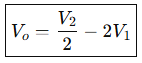 V_o = \frac{V_2}{2} - 2V_1